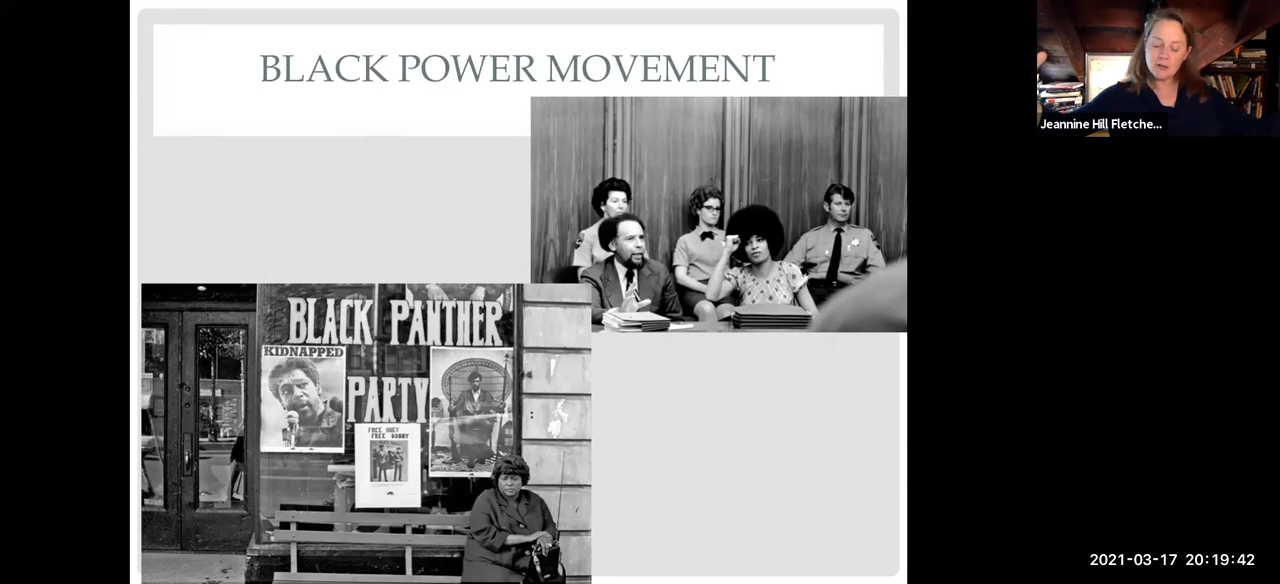 BLACK POWER MOVEMENT
Jeannine Hill Fletche...
BLACK PANTHER
KIDNAPPED
PARTY
FREE HUEY
FREE BOBBY
2021-03-17 20:19:42